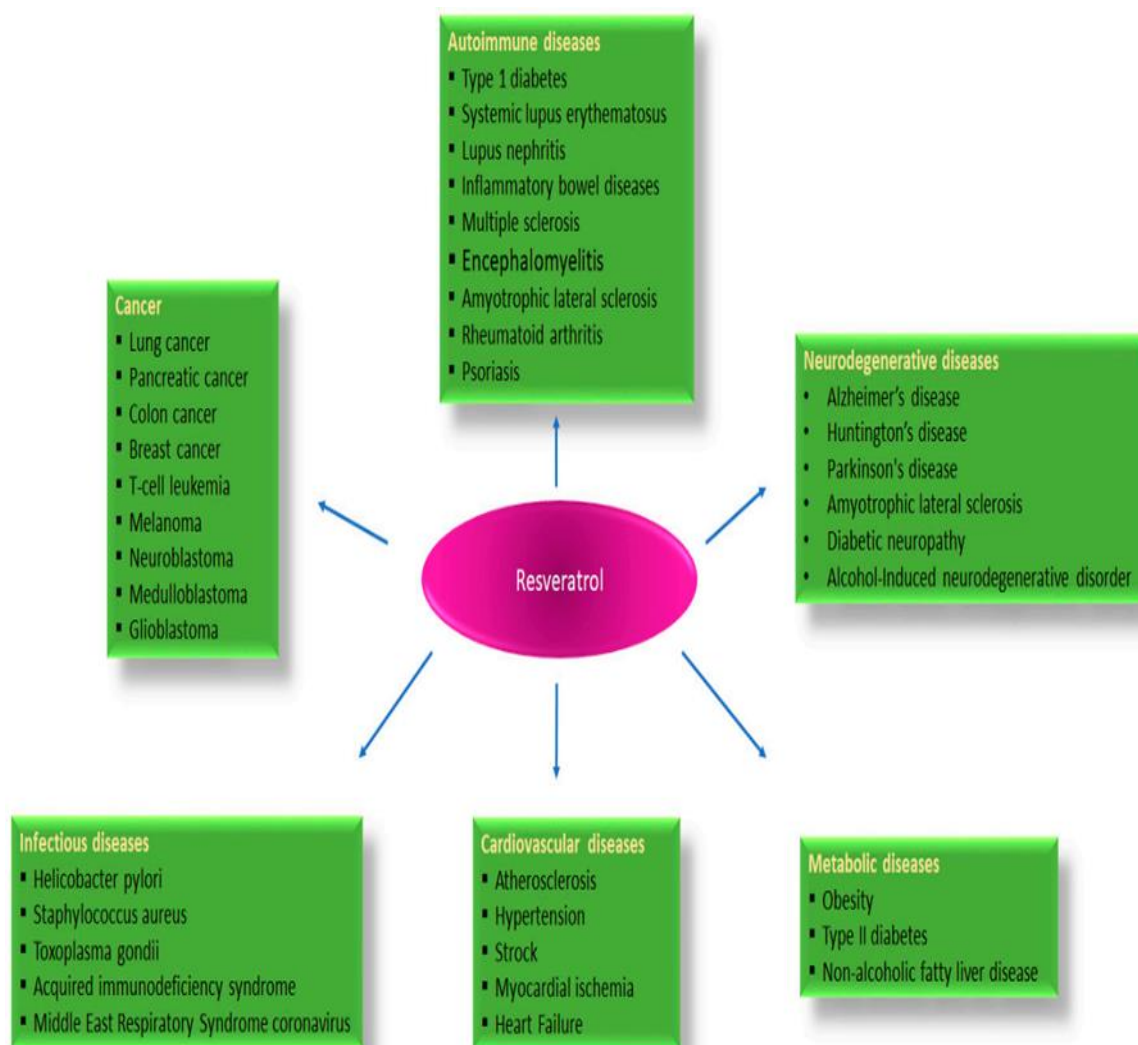 Autoimmune diseases
▪ Type 1 diabetes
▪ Systemic lupus erythematosus
▪ Lupus nephritis
▪ Inflammatory bowel diseases
▪ Multiple sclerosis
▪ Encephalomyelitis
▪ Amyotrophic lateral sclerosis
▪ Rheumatoid arthritis
▪ Psoriasis
Cancer
▪ Lung cancer
▪ Pancreatic cancer
▪ Colon cancer
▪ Breast cancer
▪ T-cell leukemia
▪ Melanoma
▪ Neuroblastoma
▪ Medulloblastoma
▪ Glioblastoma
Neurodegenerative diseases
• Alzheimer’s disease
• Huntington’s disease
• Parkinson's disease
• Amyotrophic lateral sclerosis
• Diabetic neuropathy
• Alcohol-Induced neurodegenerative disorder
Resveratrol
Infectious diseases
▪ Helicobacter pylori
▪ Staphylococcus aureus
▪ Toxoplasma gondii
▪ Acquired immunodeficiency syndrome
▪ Middle East Respiratory Syndrome coronavirus
Cardiovascular diseases
▪ Atherosclerosis
▪ Hypertension
▪ Strock
▪ Myocardial ischemia
▪ Heart Failure
Metabolic diseases
▪ Obesity
▪ Type II diabetes
▪ Non-alcoholic fatty liver disease